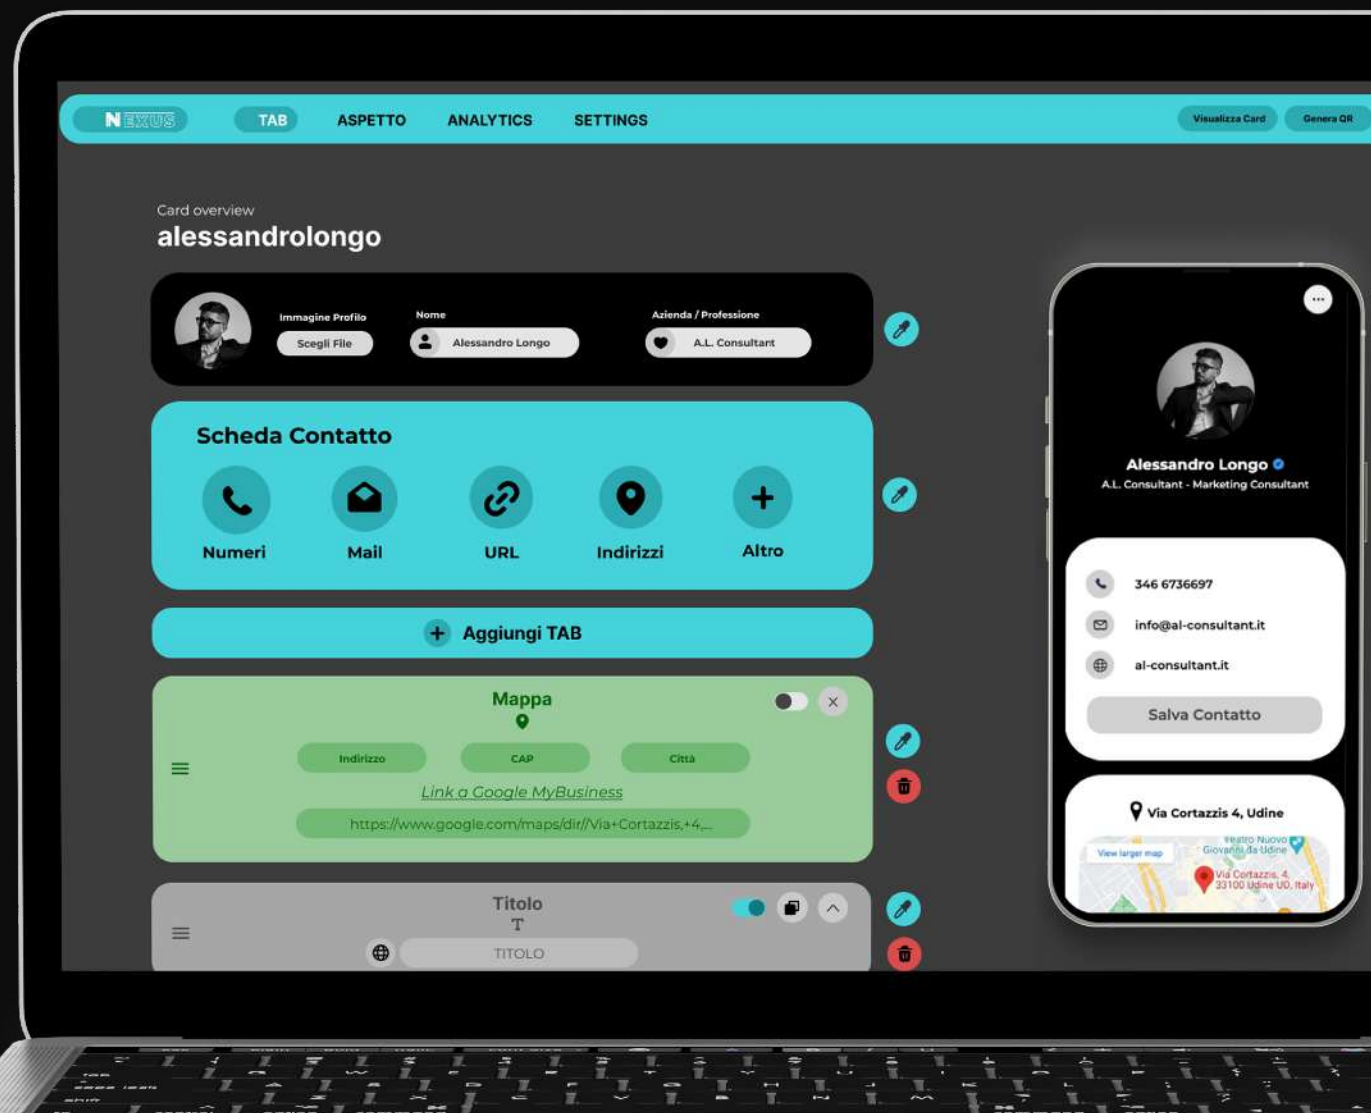 NEXUS TAB ASPETTO ANALYTICS SETTINGS Visualizza Card Genera QR
Card overview
alessandrolongo
Immagine Profilo Nome Azienda / Professione
Scegli File Alessandro Longo A.L. Consultant
Scheda Contatto
Numeri Mail URL Indirizzi Altro
Aggiungi TAB
Mappa
Indirizzo CAP Città
Link a Google MyBusiness
https://www.google.com/maps/dir//Via+Cortazzis,+4,...
Titolo
T
TITOLO
Alessandro Longo
A.L. Consultant - Marketing Consultant
346 6736697
info@al-consultant.it
al-consultant.it
Salva Contatto
Via Cortazzis 4, Udine
View larger map
Teatro Nuovo
Giovanni da Udine
Via Cortazzis, 4,
33100 Udine UD, Italy